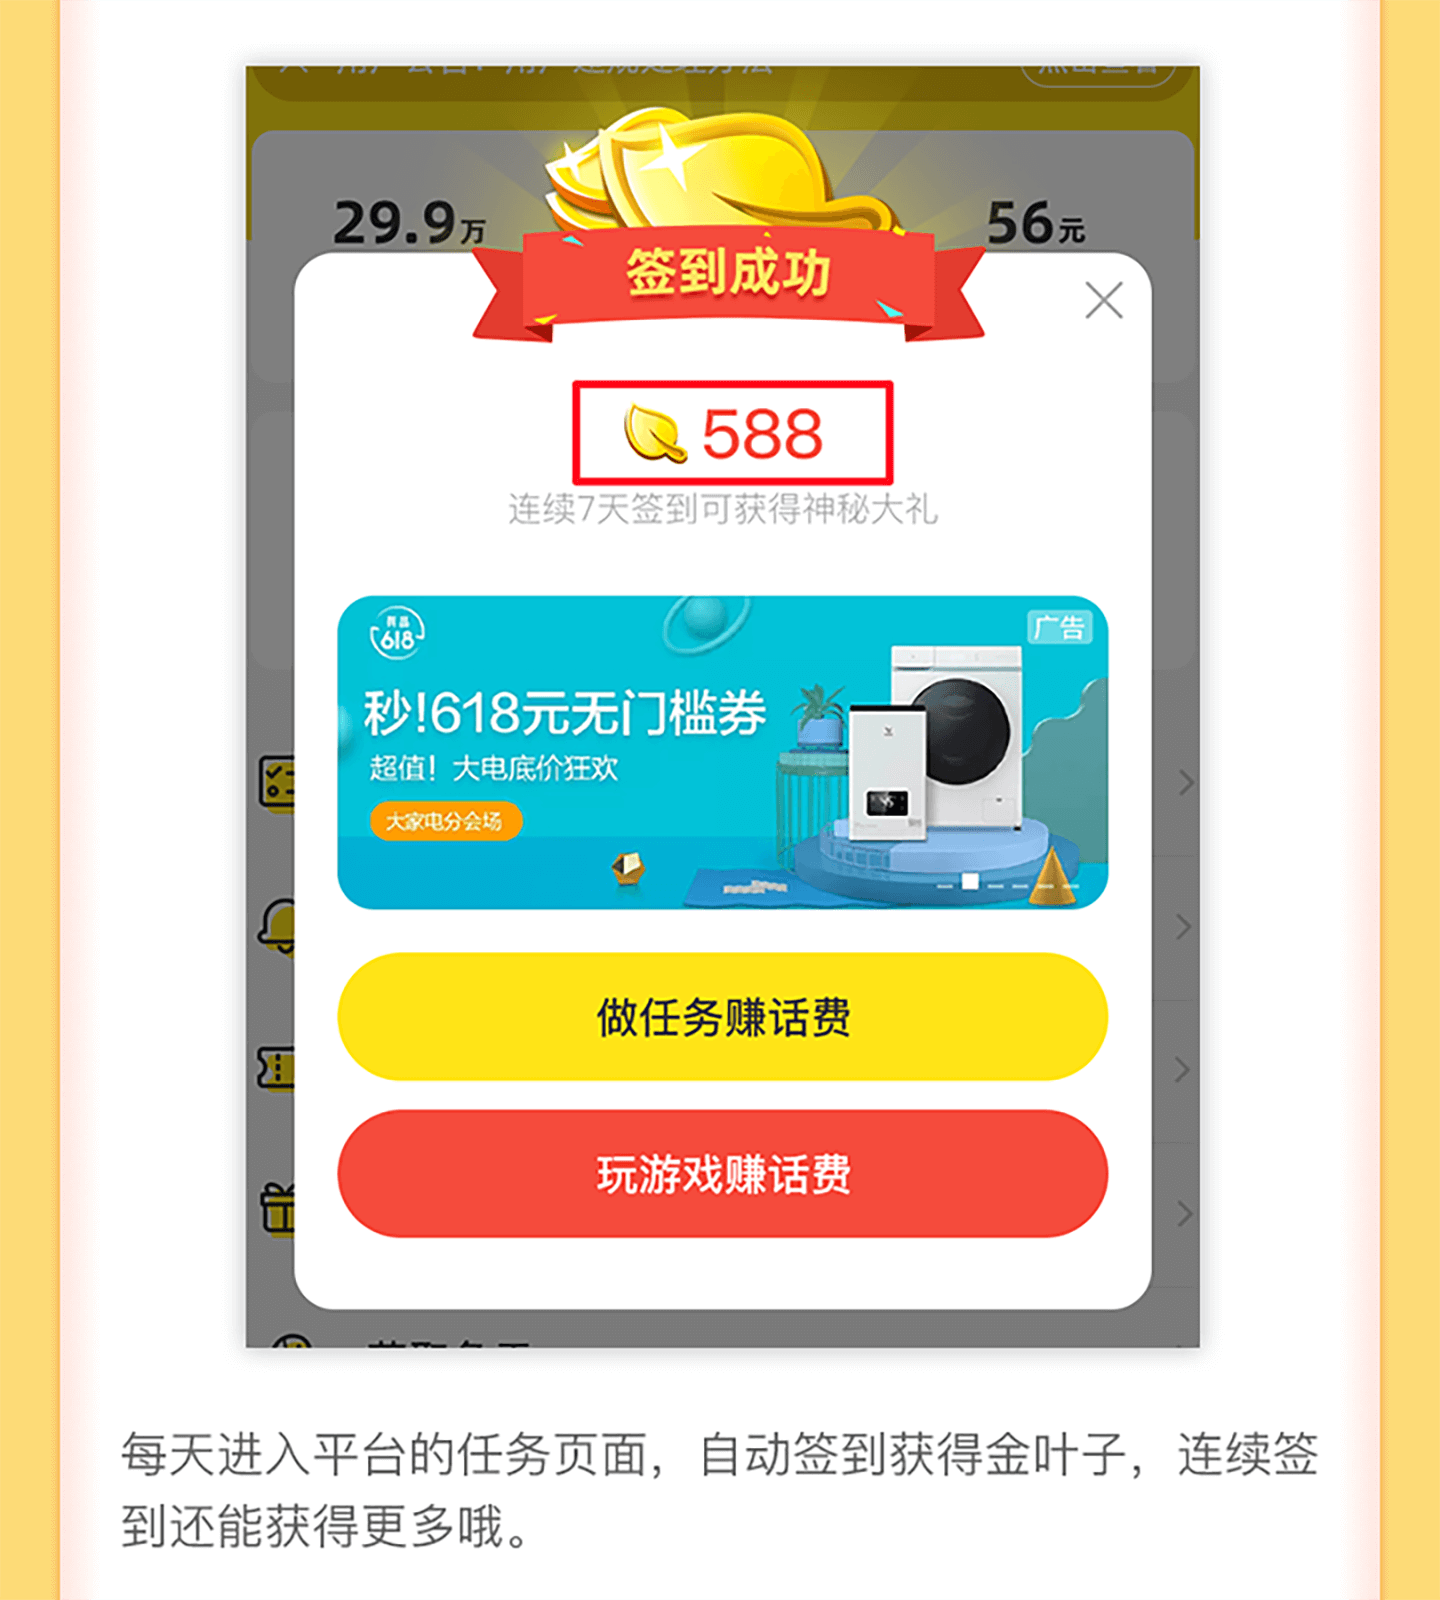 29.9万
56元
签到成功
588
连续7天签到可获得神秘大礼
有品
618
广告
秒!618元无门槛券
超值！大电底价狂欢
大家电分会场
做任务赚话费
玩游戏赚话费
每天进入平台的任务页面，自动签到获得金叶子，连续签
到还能获得更多哦。